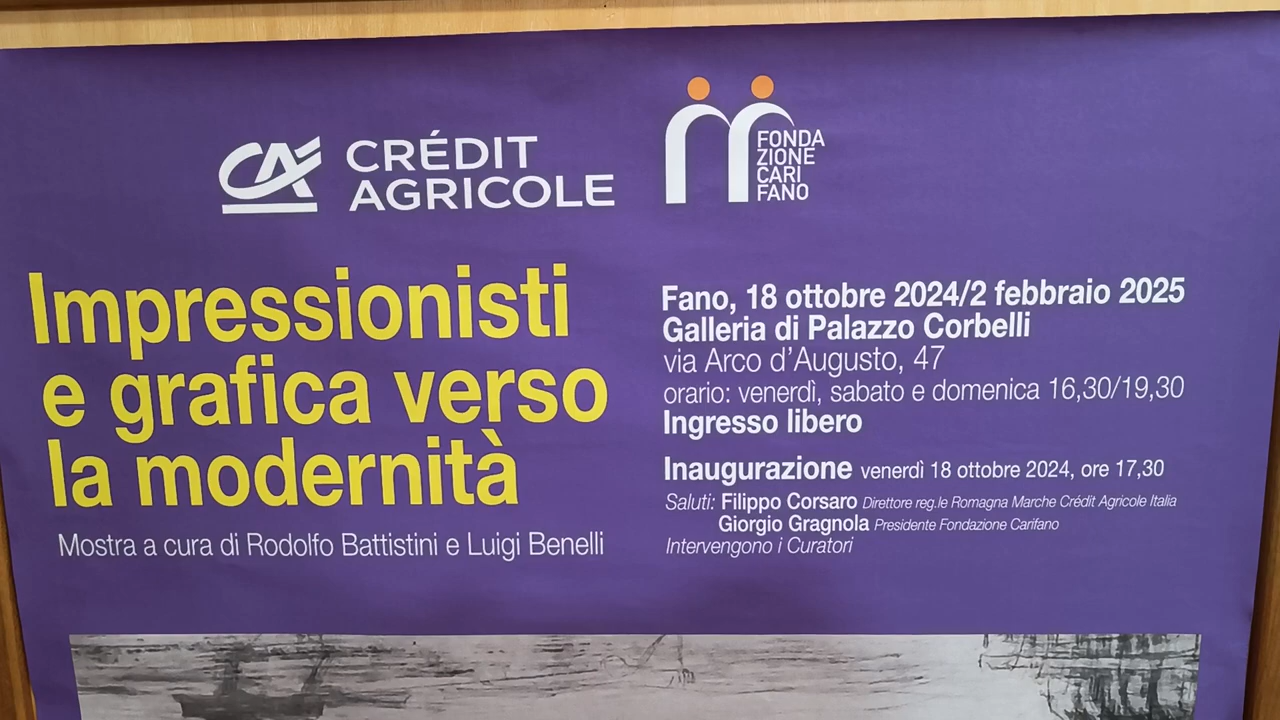 CRÉDIT
AGRICOLE
FONDA
ZIONE
CARI
FANO
Impressionisti
e grafica verso
la modernità
Mostra a cura di Rodolfo Battistini e Luigi Benelli
Fano, 18 ottobre 2024/2 febbraio 2025
Galleria di Palazzo Corbelli
via Arco d'Augusto, 47
orario: venerdì, sabato e domenica 16,30/19,30
Ingresso libero
Inaugurazione venerdì 18 ottobre 2024, ore 17,30
Saluti: Filippo Corsaro Direttore reg.le Romagna Marche Crédit Agricole Italia
Giorgio Gragnola Presidente Fondazione Carifano
Intervengono i Curatori